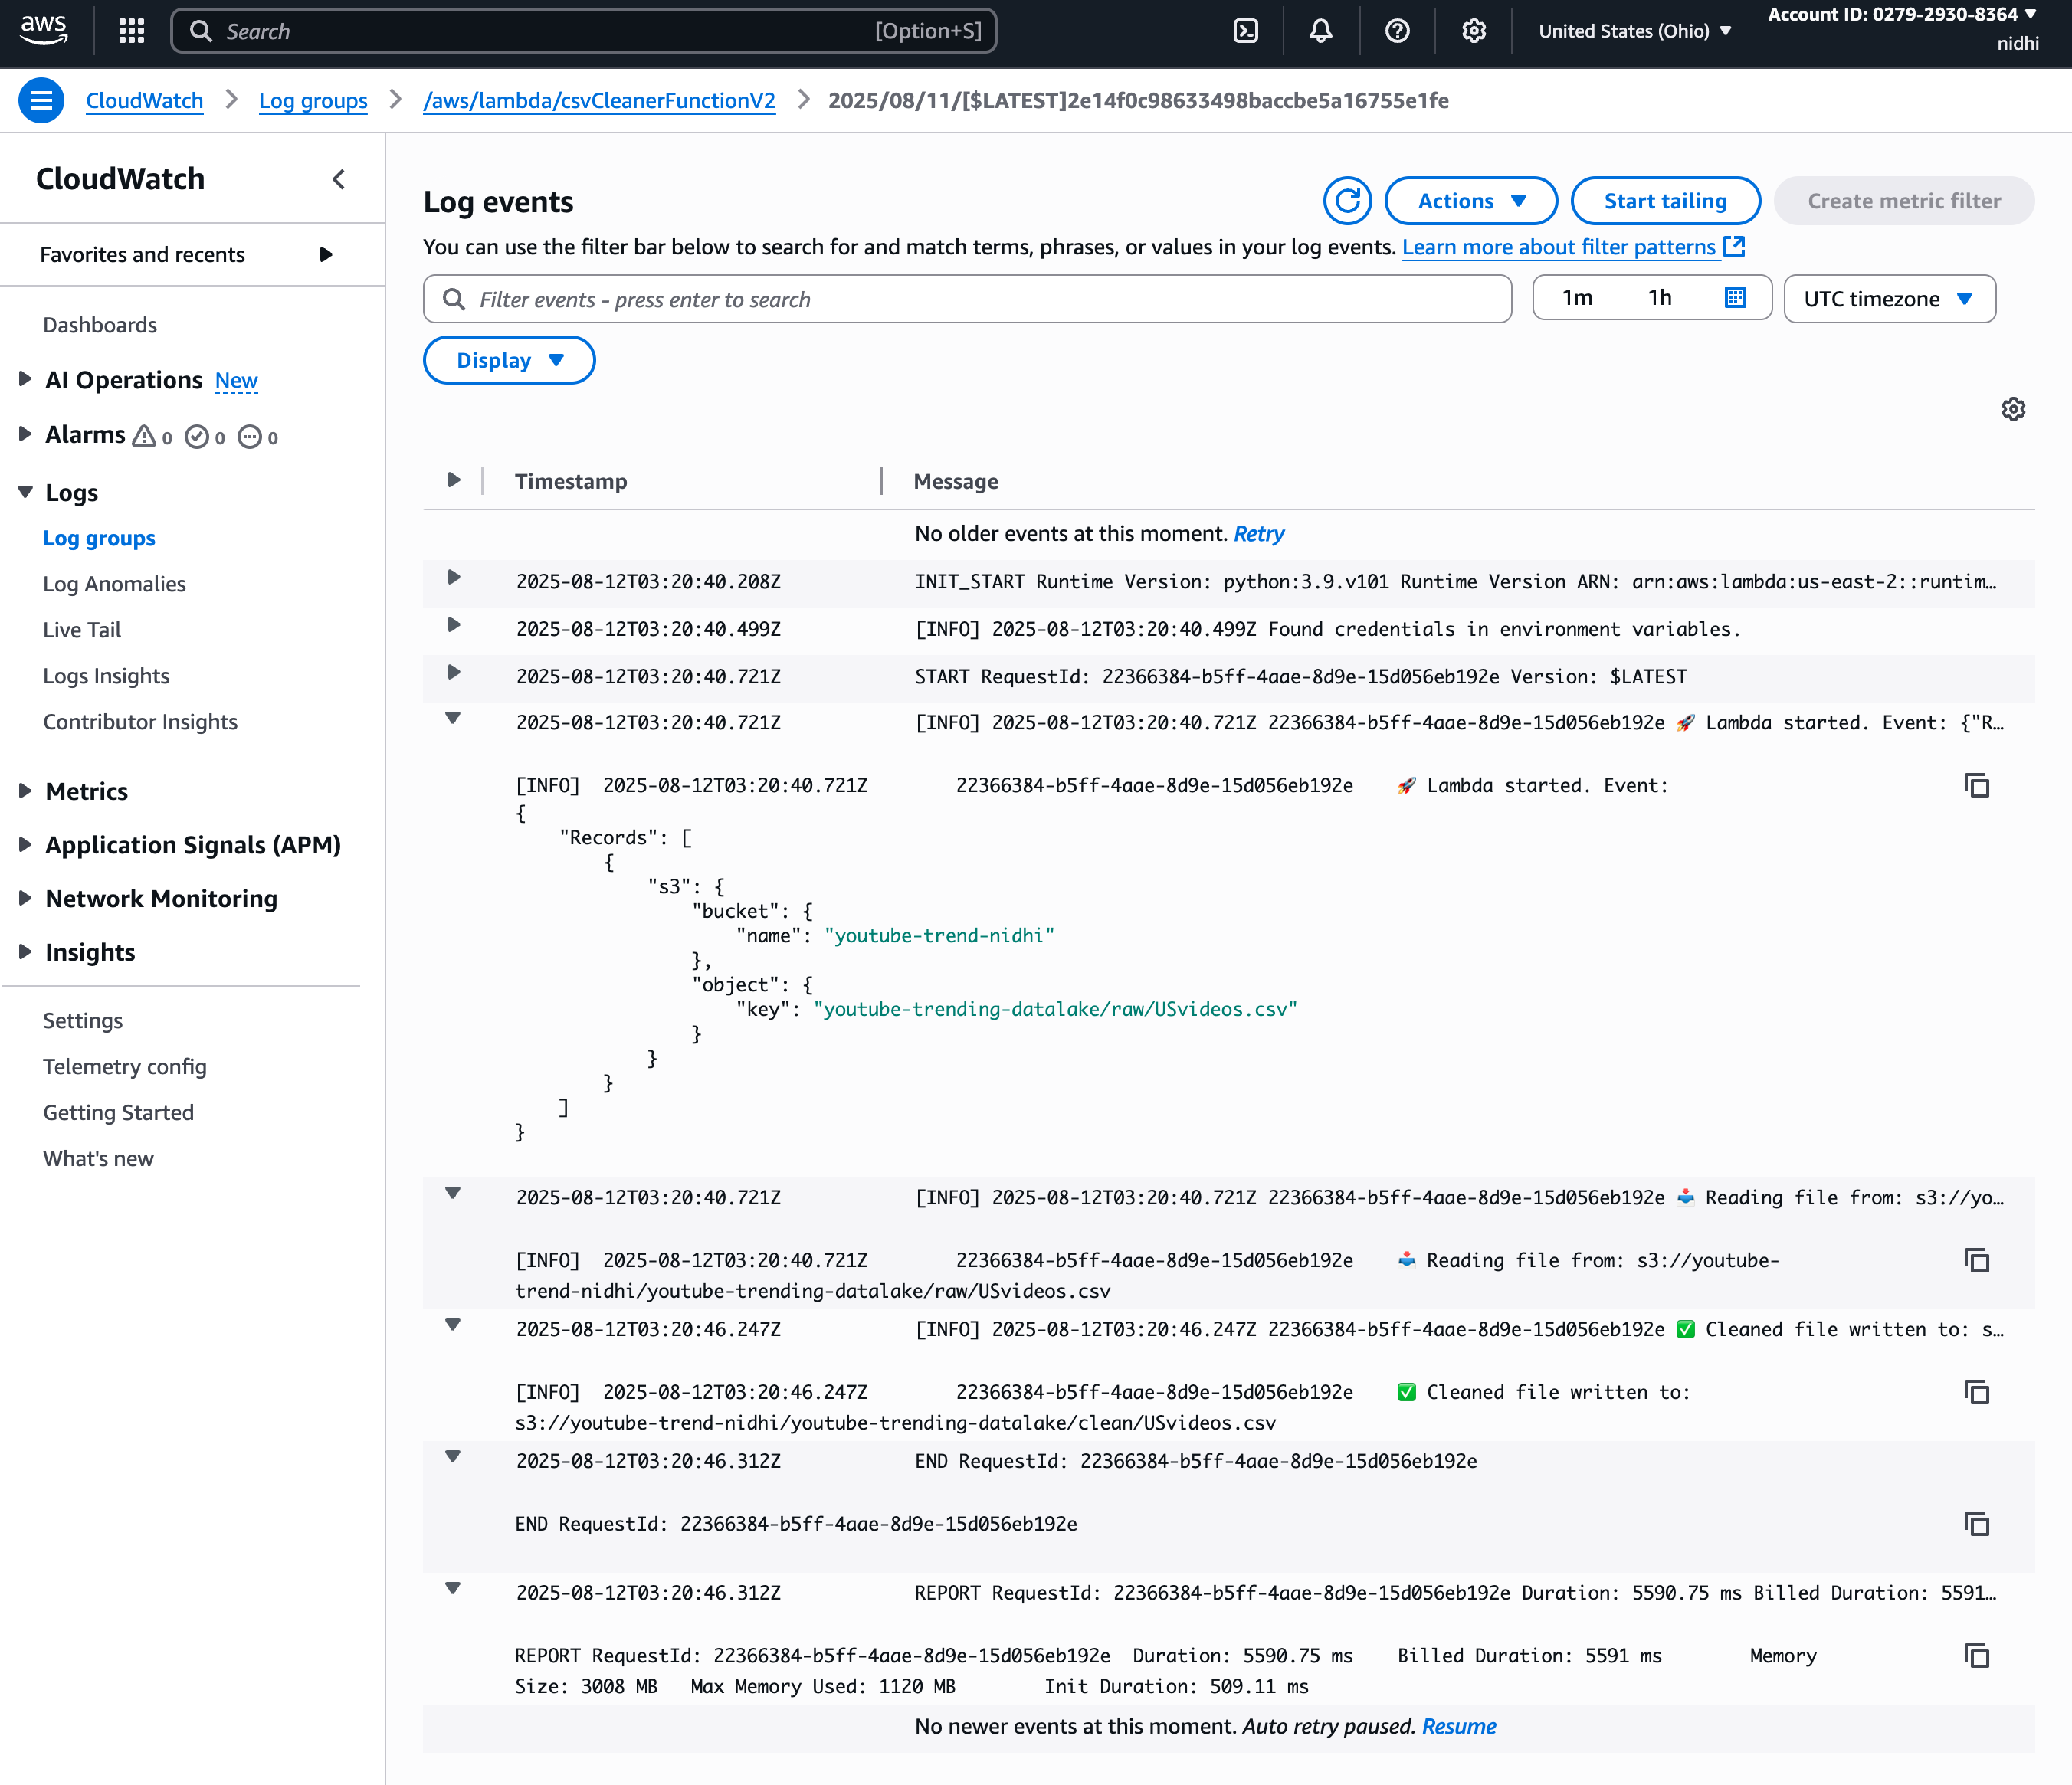 aws
Search [Option+S]
United States (Ohio)
Account ID: 0279-2930-8364
nidhi
CloudWatch
Log groups
/aws/lambda/csvCleanerFunctionV2
2025/08/11/[$LATEST]2e14f0c98633498baccbe5a16755e1fe
CloudWatch
Favorites and recents
Dashboards
AI Operations New
Alarms 0 0 0
Logs
Log groups
Log Anomalies
Live Tail
Logs Insights
Contributor Insights
Metrics
Application Signals (APM)
Network Monitoring
Insights
Settings
Telemetry config
Getting Started
What's new
Log events
Actions
Start tailing
Create metric filter
You can use the filter bar below to search for and match terms, phrases, or values in your log events. Learn more about filter patterns
Filter events - press enter to search
1m 1h
UTC timezone
Display
Timestamp Message
No older events at this moment. Retry
2025-08-12T03:20:40.208Z INIT_START Runtime Version: python:3.9.v101 Runtime Version ARN: arn:aws:lambda:us-east-2::runtim…
2025-08-12T03:20:40.499Z [INFO] 2025-08-12T03:20:40.499Z Found credentials in environment variables.
2025-08-12T03:20:40.721Z START RequestId: 22366384-b5ff-4aae-8d9e-15d056eb192e Version: $LATEST
2025-08-12T03:20:40.721Z [INFO] 2025-08-12T03:20:40.721Z 22366384-b5ff-4aae-8d9e-15d056eb192e 🚀 Lambda started. Event: {"R…
[INFO] 2025-08-12T03:20:40.721Z 22366384-b5ff-4aae-8d9e-15d056eb192e 🚀 Lambda started. Event:
{
"Records": [
{
"s3": {
"bucket": {
"name": "youtube-trend-nidhi"
},
"object": {
"key": "youtube-trending-datalake/raw/USvideos.csv"
}
}
}
]
}
2025-08-12T03:20:40.721Z [INFO] 2025-08-12T03:20:40.721Z 22366384-b5ff-4aae-8d9e-15d056eb192e 📥 Reading file from: s3://yo…
[INFO] 2025-08-12T03:20:40.721Z 22366384-b5ff-4aae-8d9e-15d056eb192e 📥 Reading file from: s3://youtube-
trend-nidhi/youtube-trending-datalake/raw/USvideos.csv
2025-08-12T03:20:46.247Z [INFO] 2025-08-12T03:20:46.247Z 22366384-b5ff-4aae-8d9e-15d056eb192e ✅ Cleaned file written to: s…
[INFO] 2025-08-12T03:20:46.247Z 22366384-b5ff-4aae-8d9e-15d056eb192e ✅ Cleaned file written to:
s3://youtube-trend-nidhi/youtube-trending-datalake/clean/USvideos.csv
2025-08-12T03:20:46.312Z END RequestId: 22366384-b5ff-4aae-8d9e-15d056eb192e
END RequestId: 22366384-b5ff-4aae-8d9e-15d056eb192e
2025-08-12T03:20:46.312Z REPORT RequestId: 22366384-b5ff-4aae-8d9e-15d056eb192e Duration: 5590.75 ms Billed Duration: 5591…
REPORT RequestId: 22366384-b5ff-4aae-8d9e-15d056eb192e Duration: 5590.75 ms Billed Duration: 5591 ms Memory
Size: 3008 MB Max Memory Used: 1120 MB Init Duration: 509.11 ms
No newer events at this moment. Auto retry paused. Resume